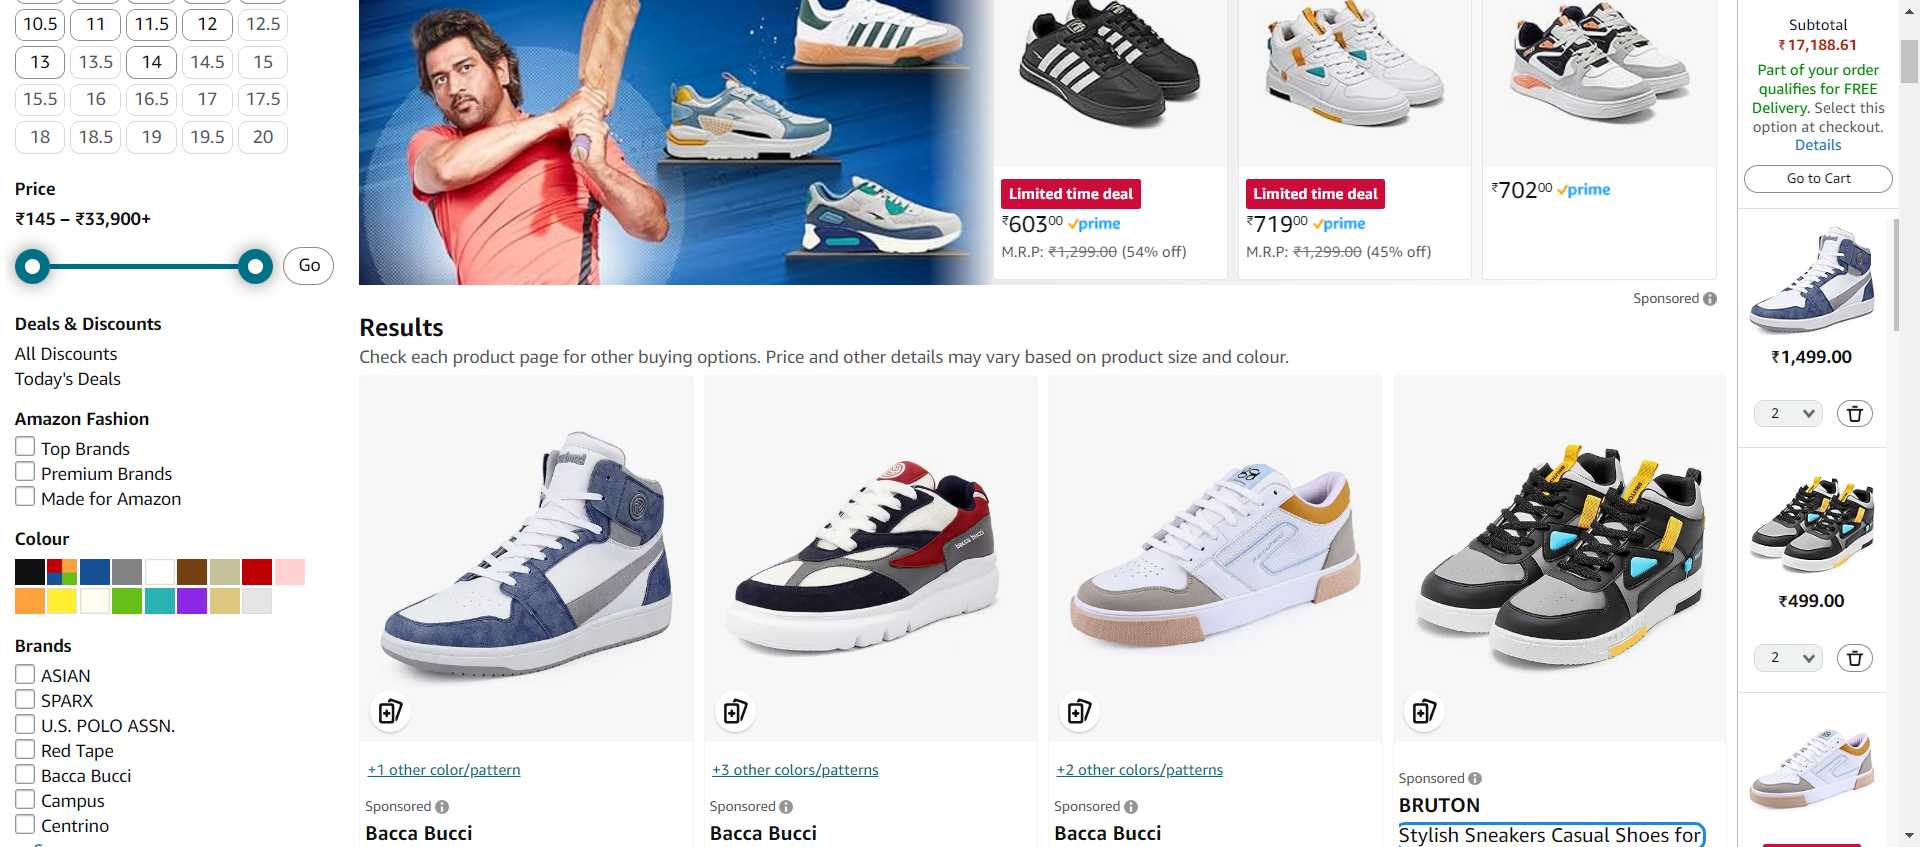 10.5 11 11.5 12 12.5
13 13.5 14 14.5 15
15.5 16 16.5 17 17.5
18 18.5 19 19.5 20
Price
₹145 – ₹33,900+
Go
Deals & Discounts
All Discounts
Today's Deals
Amazon Fashion
Top Brands
Premium Brands
Made for Amazon
Colour
Brands
ASIAN
SPARX
U.S. POLO ASSN.
Red Tape
Bacca Bucci
Campus
Centrino
Limited time deal
₹60300 prime
M.R.P: ₹1,299.00 (54% off)
Limited time deal
₹71900 prime
M.R.P: ₹1,299.00 (45% off)
₹70200 prime
Sponsored
Results
Check each product page for other buying options. Price and other details may vary based on product size and colour.
bacca bucci
+1 other color/pattern
Sponsored
Bacca Bucci
+3 other colors/patterns
Sponsored
Bacca Bucci
+2 other colors/patterns
Sponsored
Bacca Bucci
Sponsored
BRUTON
Stylish Sneakers Casual Shoes for
Subtotal
₹17,188.61
Part of your order
qualifies for FREE
Delivery. Select this
option at checkout.
Details
Go to Cart
₹1,499.00
2
₹499.00
2